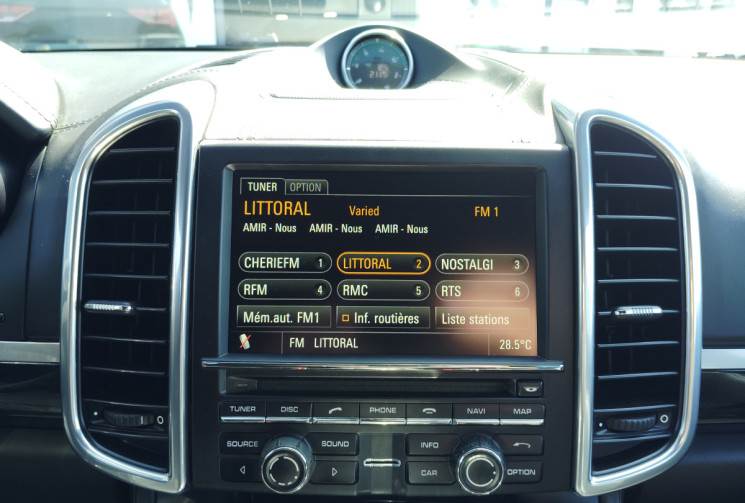 TUNER OPTION
LITTORAL Varied FM 1
AMIR - Nous AMIR - Nous AMIR - Nous
CHERIEFM 1 LITTORAL 2 NOSTALGI 3
RFM 4 RMC 5 RTS 6
Mém.aut. FM1 Inf. routières Liste stations
FM LITTORAL 28.5°C
TUNER DISC PHONE NAVI MAP
SOURCE SOUND INFO
CAR OPTION